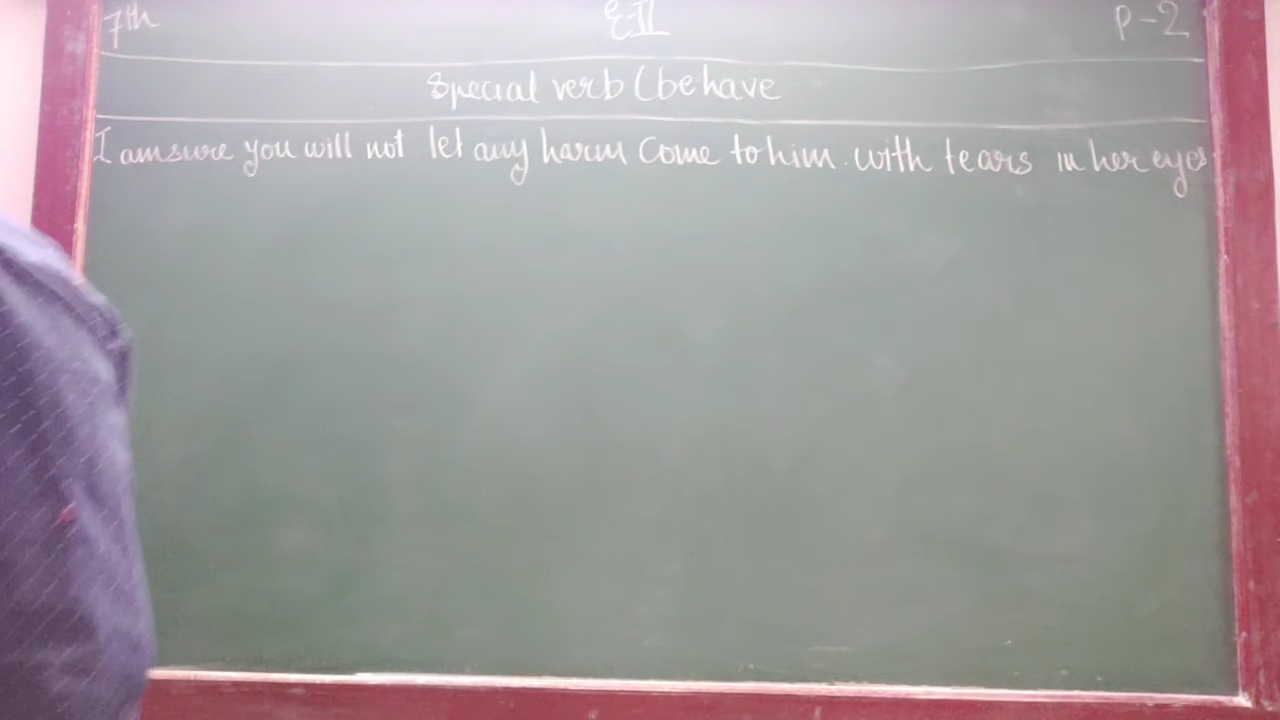 7th E-II P-2
Special verb (be have
I am sure you will not let any harm come to him. with tears in her eyes